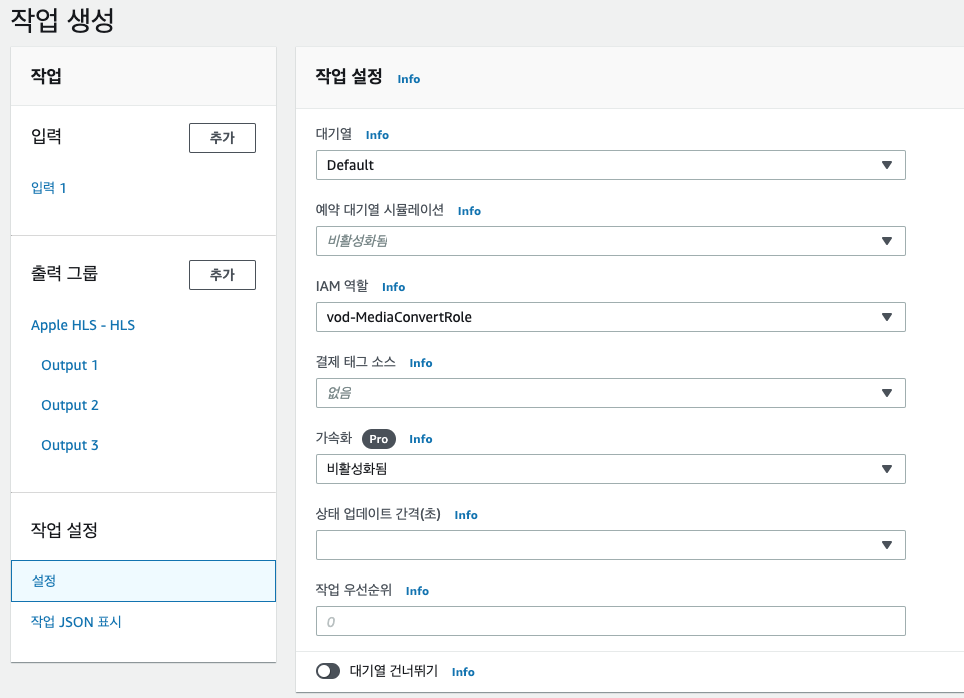 작업 생성
작업
입력
추가
입력 1
출력 그룹
추가
Apple HLS - HLS
Output 1
Output 2
Output 3
작업 설정
설정
작업 JSON 표시
작업 설정 Info
대기열 Info
Default
예약 대기열 시뮬레이션 Info
비활성화됨
IAM 역할 Info
vod-MediaConvertRole
결제 태그 소스 Info
없음
가속화 Pro Info
비활성화됨
상태 업데이트 간격(초) Info
작업 우선순위 Info
0
대기열 건너뛰기 Info